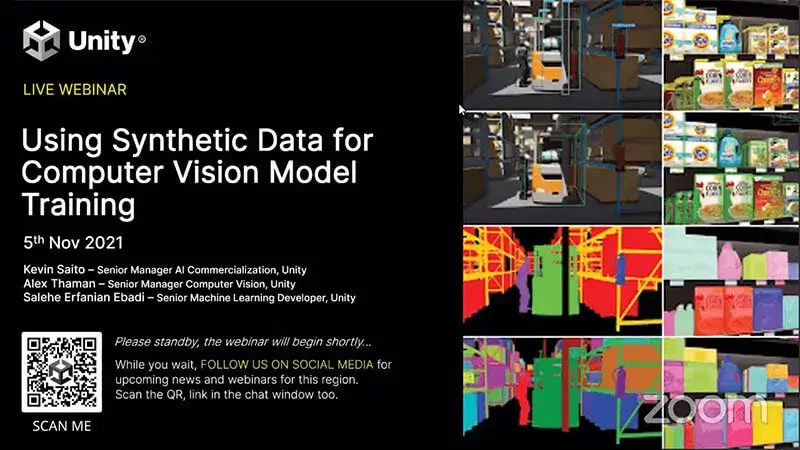 Unity®
LIVE WEBINAR
Using Synthetic Data for
Computer Vision Model
Training
5th Nov 2021
Kevin Saito – Senior Manager AI Commercialization, Unity
Alex Thaman – Senior Manager Computer Vision, Unity
Salehe Erfanian Ebadi – Senior Machine Learning Developer, Unity
Please standby, the webinar will begin shortly...
While you wait, FOLLOW US ON SOCIAL MEDIA for
upcoming news and webinars for this region.
Scan the QR, link in the chat window too.
SCAN ME
zoom